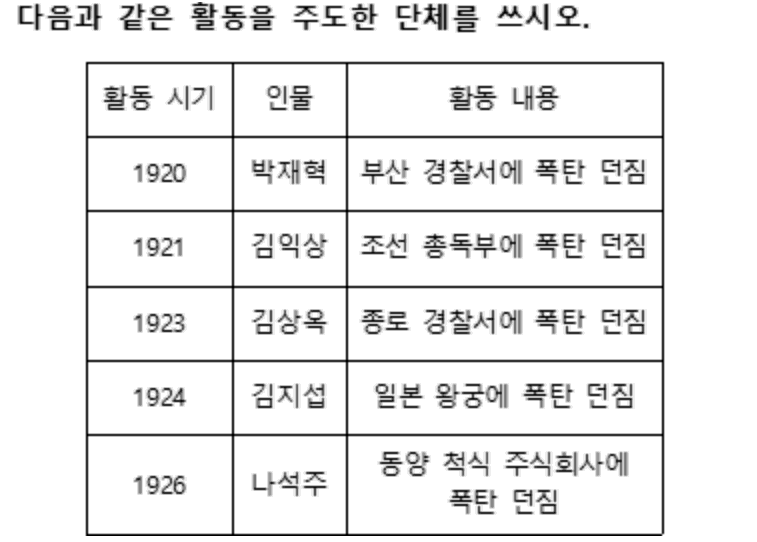 다음과 같은 활동을 주도한 단체를 쓰시오.
활동 시기 인물 활동 내용
1920 박재혁 부산 경찰서에 폭탄 던짐
1921 김익상 조선 총독부에 폭탄 던짐
1923 김상옥 종로 경찰서에 폭탄 던짐
1924 김지섭 일본 왕궁에 폭탄 던짐
1926 나석주 동양 척식 주식회사에
폭탄 던짐